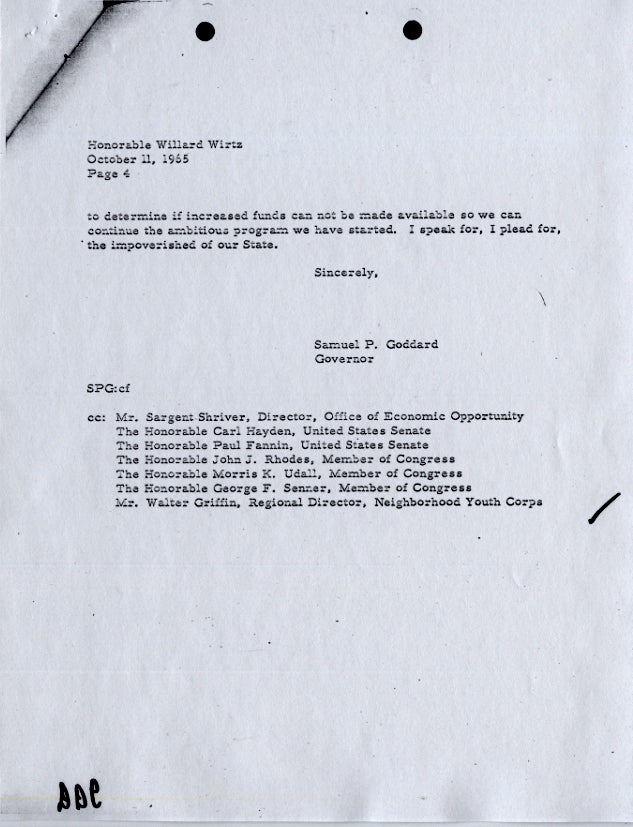 Honorable Willard Wirtz
October 11, 1965
Page 4
to determine if increased funds can not be made available so we can
continue the ambitious program we have started. I speak for, I plead for,
the impoverished of our State.
Sincerely,
Samuel P. Goddard
Governor
SPG:cf
cc: Mr. Sargent Shriver, Director, Office of Economic Opportunity
The Honorable Carl Hayden, United States Senate
The Honorable Paul Fannin, United States Senate
The Honorable John J. Rhodes, Member of Congress
The Honorable Morris K. Udall, Member of Congress
The Honorable George F. Senner, Member of Congress
Mr. Walter Griffin, Regional Director, Neighborhood Youth Corps